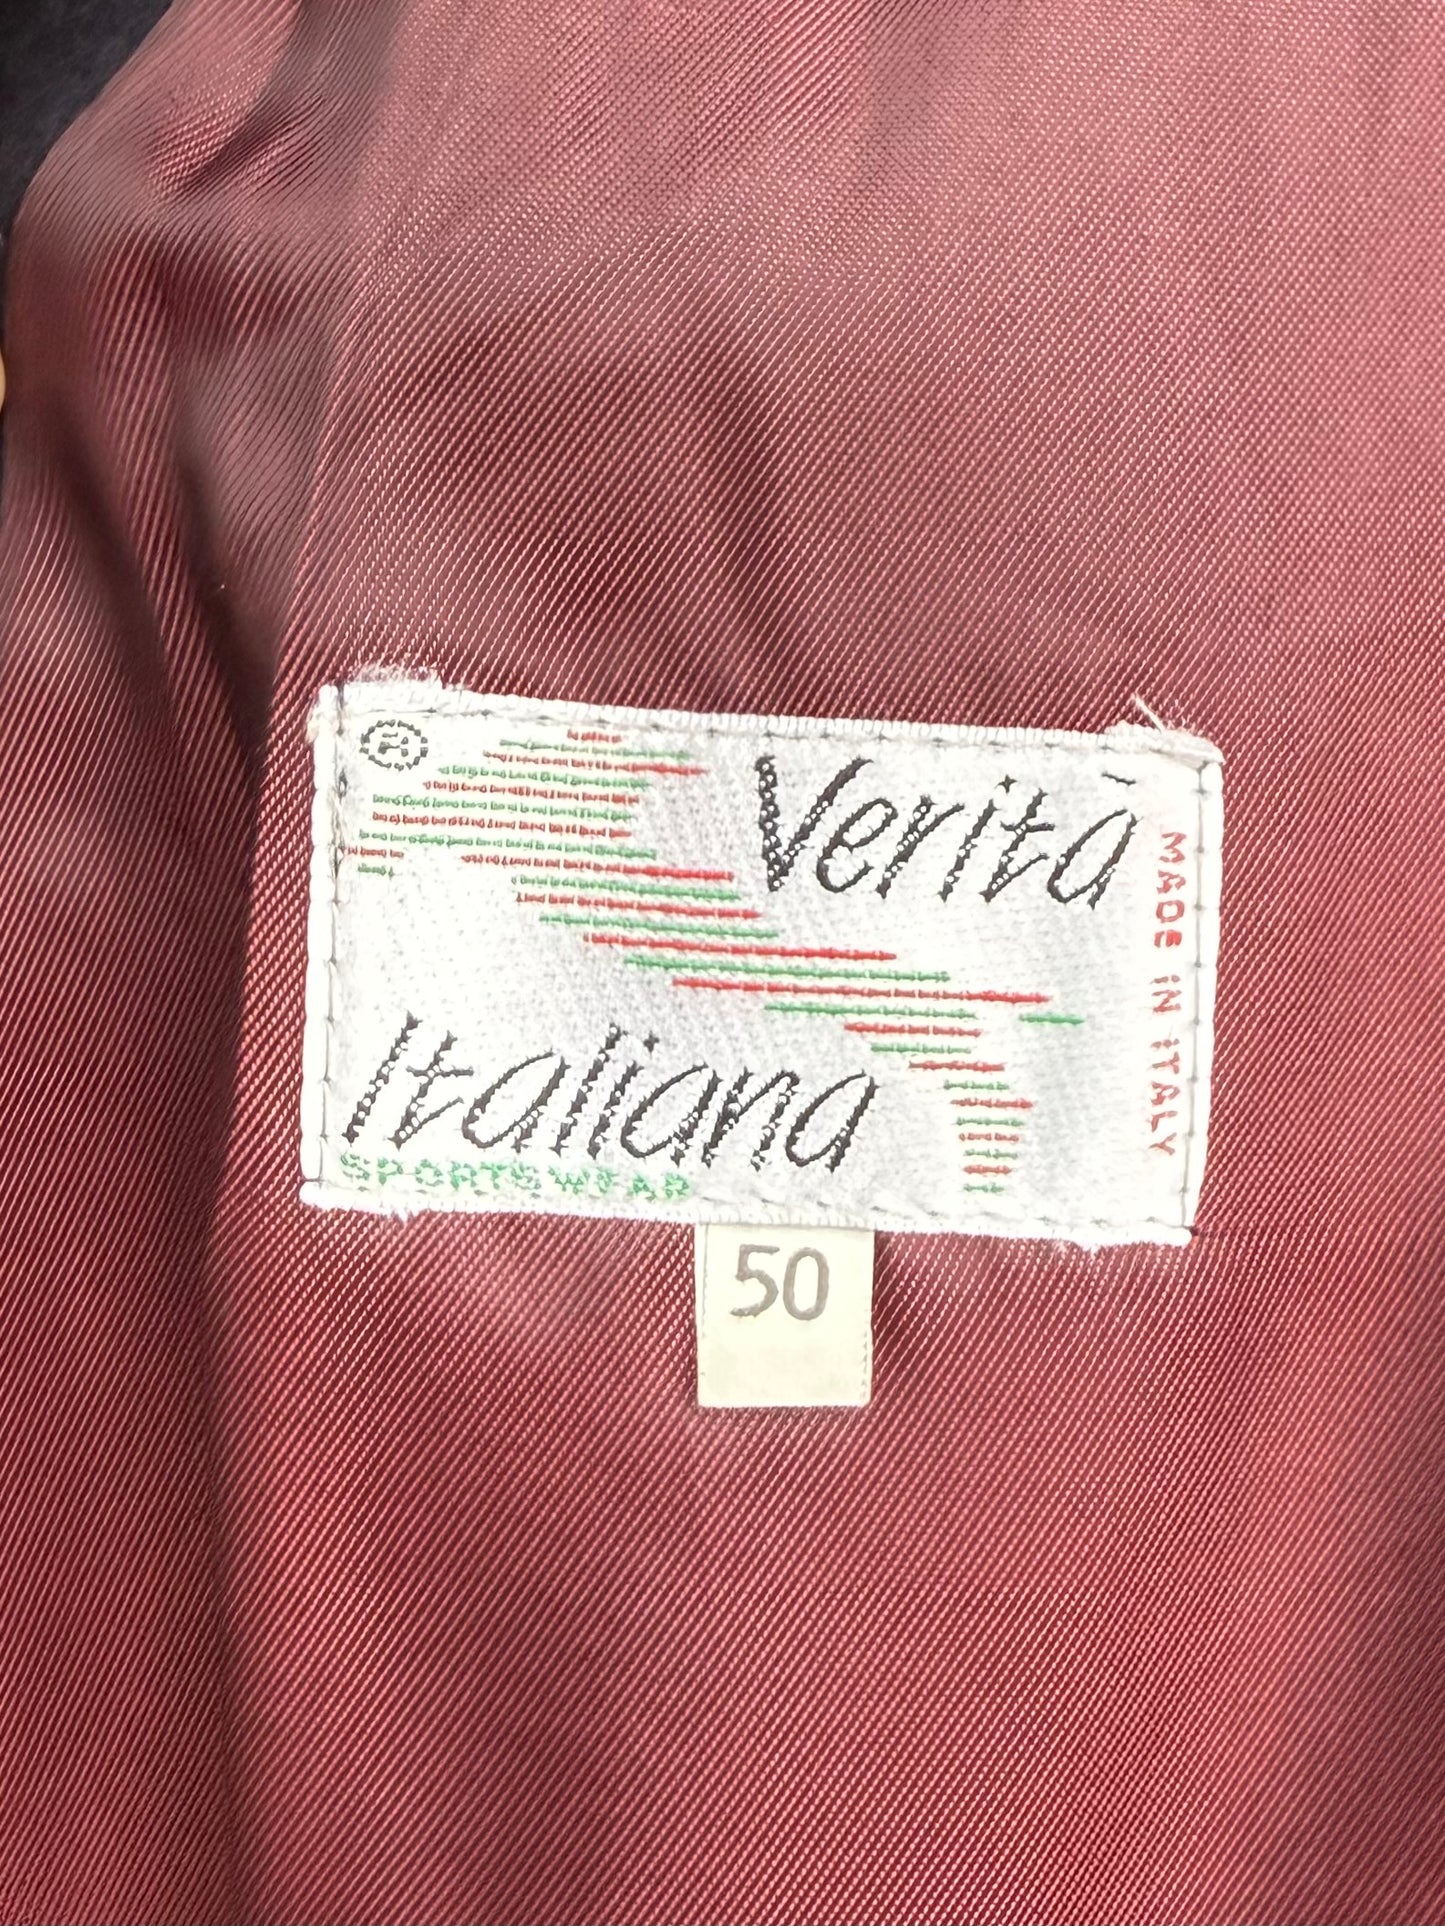 ®
Verità
Italiana
SPORTSWEAR
MADE IN ITALY
50